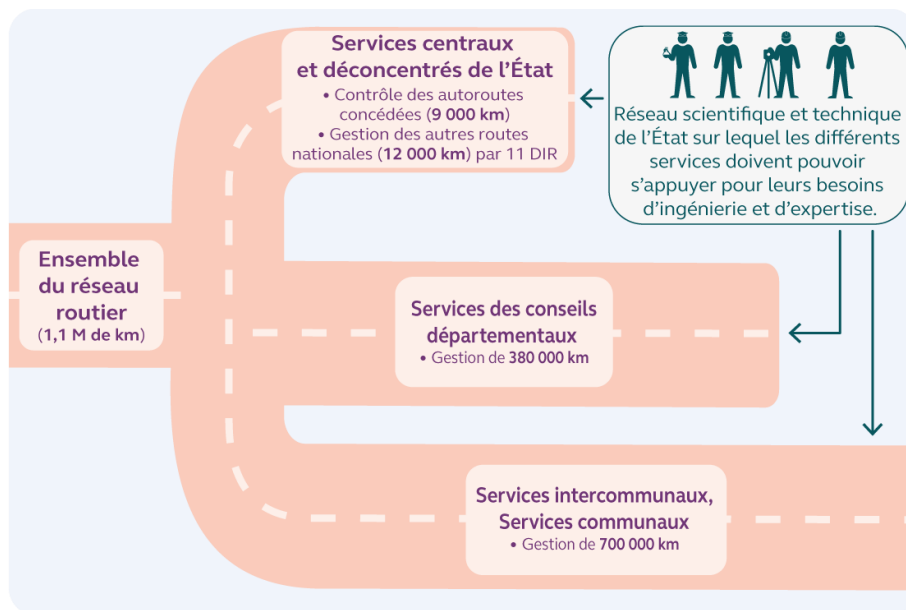 Services centraux
et déconcentrés de l’État
• Contrôle des autoroutes
concédées (9 000 km)
• Gestion des autres routes
nationales (12 000 km) par 11 DIR
Réseau scientifique et technique
de l’État sur lequel les différents
services doivent pouvoir
s’appuyer pour leurs besoins
d’ingénierie et d’expertise.
Ensemble
du réseau
routier
(1,1 M de km)
Services des conseils
départementaux
• Gestion de 380 000 km
Services intercommunaux,
Services communaux
• Gestion de 700 000 km